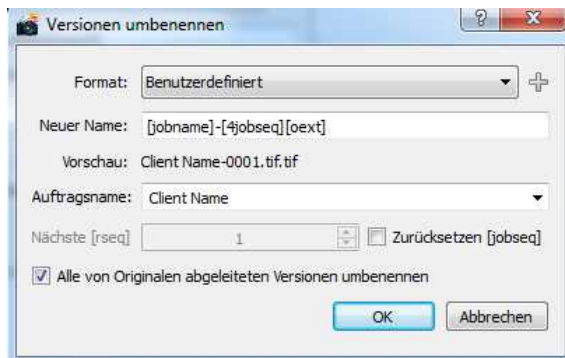 Versionen umbenennen
Format: Benutzerdefiniert
Neuer Name: [jobname]-[4jobseq][oext]
Vorschau: Client Name-0001.tif.tif
Auftragsname: Client Name
Nächste [rseq] 1 Zurücksetzen [jobseq]
Alle von Originalen abgeleiteten Versionen umbenennen
OK Abbrechen